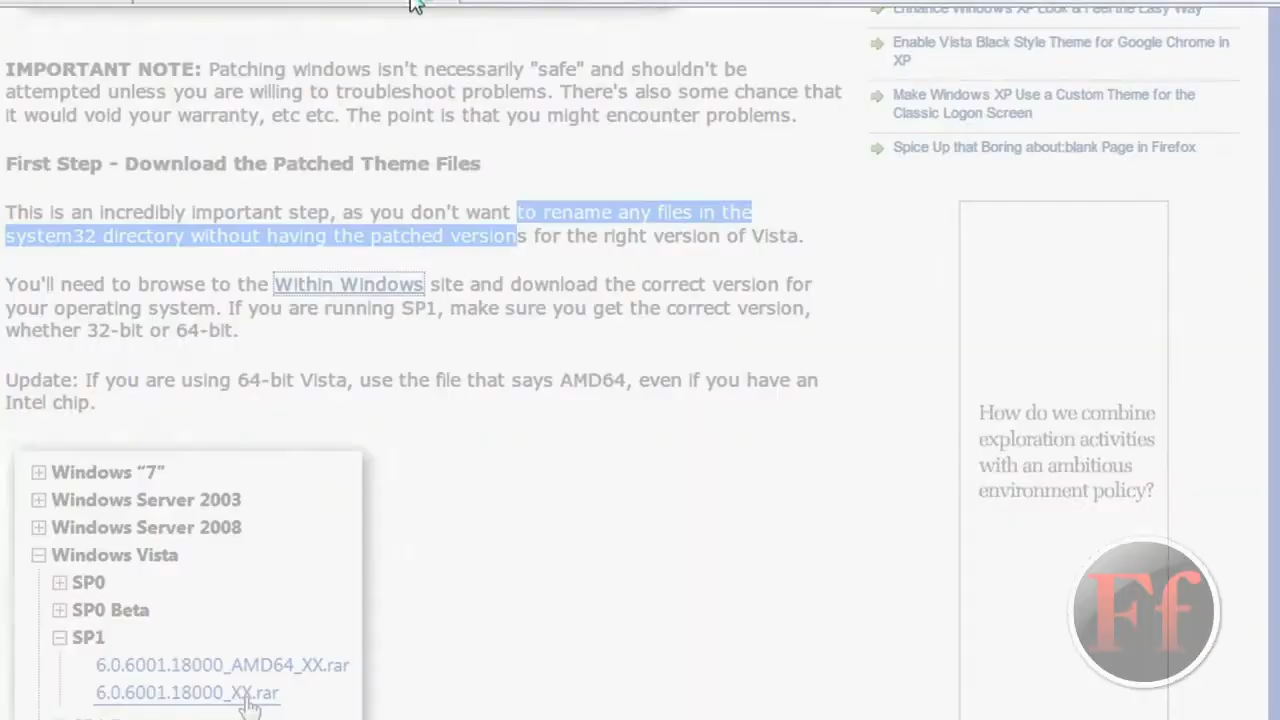 Enhance Windows XP Look & Feel the Easy Way
Enable Vista Black Style Theme for Google Chrome in
XP
Make Windows XP Use a Custom Theme for the
Classic Logon Screen
Spice Up that Boring about:blank Page in Firefox
IMPORTANT NOTE: Patching windows isn't necessarily "safe" and shouldn't be
attempted unless you are willing to troubleshoot problems. There's also some chance that
it would void your warranty, etc etc. The point is that you might encounter problems.
First Step - Download the Patched Theme Files
This is an incredibly important step, as you don't want to rename any files in the
system32 directory without having the patched versions for the right version of Vista.
You'll need to browse to the Within Windows site and download the correct version for
your operating system. If you are running SP1, make sure you get the correct version,
whether 32-bit or 64-bit.
Update: If you are using 64-bit Vista, use the file that says AMD64, even if you have an
Intel chip.
Windows “7”
Windows Server 2003
Windows Server 2008
Windows Vista
SP0
SP0 Beta
SP1
6.0.6001.18000_AMD64_XX.rar
6.0.6001.18000_XX.rar
How do we combine
exploration activities
with an ambitious
environment policy?
Ff